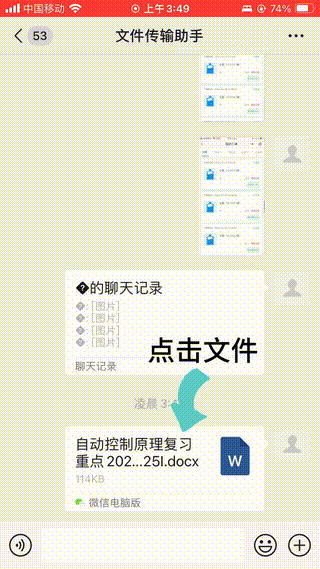 中国移动
上午3:49
74%
53
文件传输助手
的聊天记录
: [图片]
: [图片]
: [图片]
: [图片]
聊天记录
点击文件
凌晨 3:4
自动控制原理复习
重点 202...25l.docx
W
114KB
微信电脑版